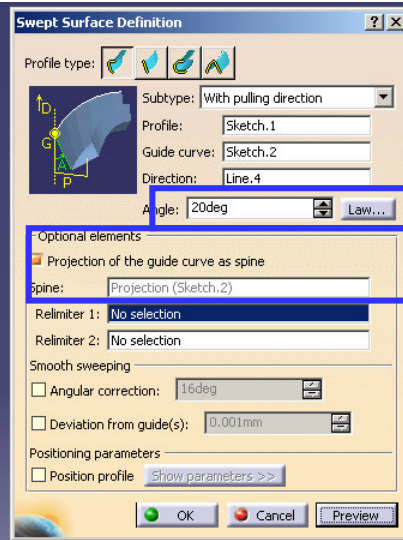 Swept Surface Definition
Profile type:
Subtype: With pulling direction
Profile: Sketch.1
Guide curve: Sketch.2
Direction: Line.4
Angle: 20deg Law...
D
G
A
P
Optional elements
Projection of the guide curve as spine
Spine: Projection (Sketch.2)
Relimiter 1: No selection
Relimiter 2: No selection
Smooth sweeping
Angular correction: 16deg
Deviation from guide(s): 0.001mm
Positioning parameters
Position profile Show parameters >>
OK Cancel Preview